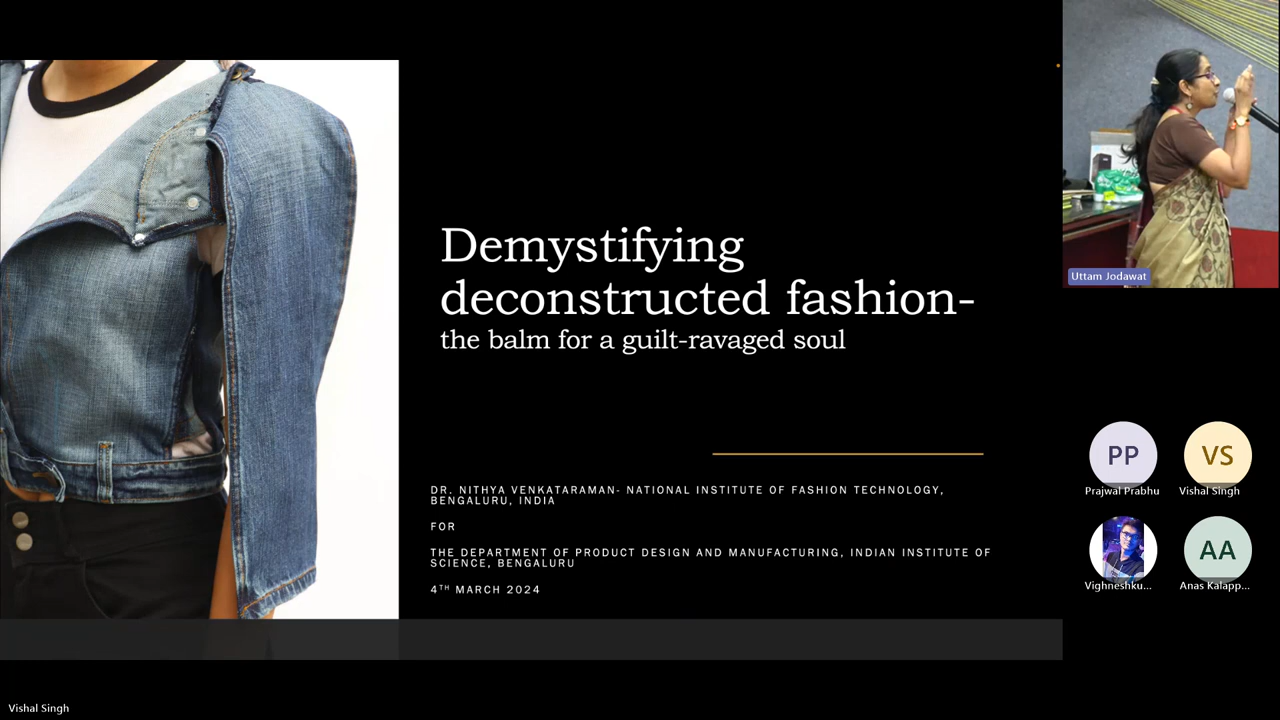 Demystifying
deconstructed fashion-
the balm for a guilt-ravaged soul
DR. NITHYA VENKATARAMAN- NATIONAL INSTITUTE OF FASHION TECHNOLOGY,
BENGALURU, INDIA
FOR
THE DEPARTMENT OF PRODUCT DESIGN AND MANUFACTURING, INDIAN INSTITUTE OF
SCIENCE, BENGALURU
4TH MARCH 2024
Uttam Jodawat
PP
Prajwal Prabhu
VS
Vishal Singh
Vighneshku...
AA
Anas Kalapp...
Vishal Singh